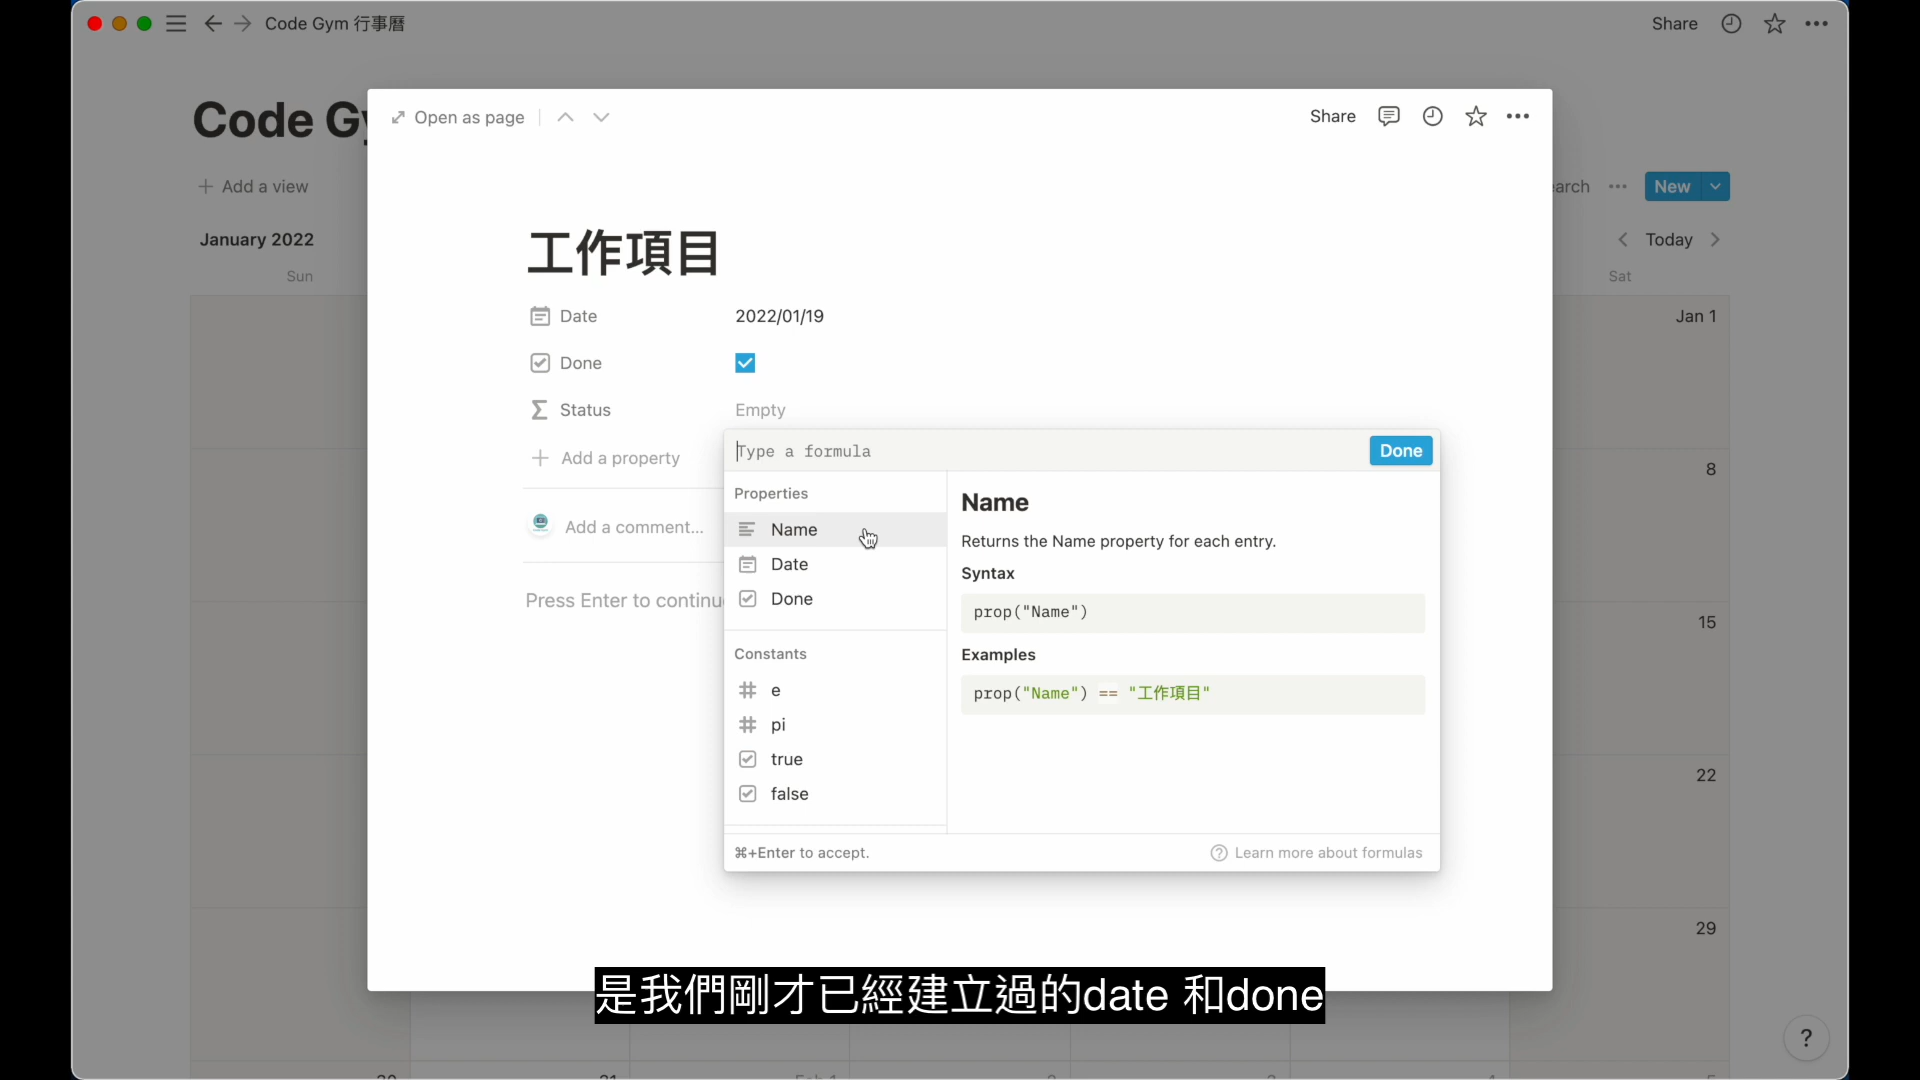 Code Gym 行事曆
Share
Code Gy
Open as page
Share
Add a view
earch
New
January 2022
Today
工作項目
Sun
Sat
Date
2022/01/19
Jan 1
Done
Status
Empty
Add a property
Type a formula
Done
8
Properties
Name
Name
Add a comment...
Returns the Name property for each entry.
Date
Syntax
Done
Press Enter to continu
prop("Name")
15
Constants
Examples
e
prop("Name") == "工作項目"
pi
true
22
false
⌘+Enter to accept.
Learn more about formulas
29
是我們剛才已經建立過的date 和done
?